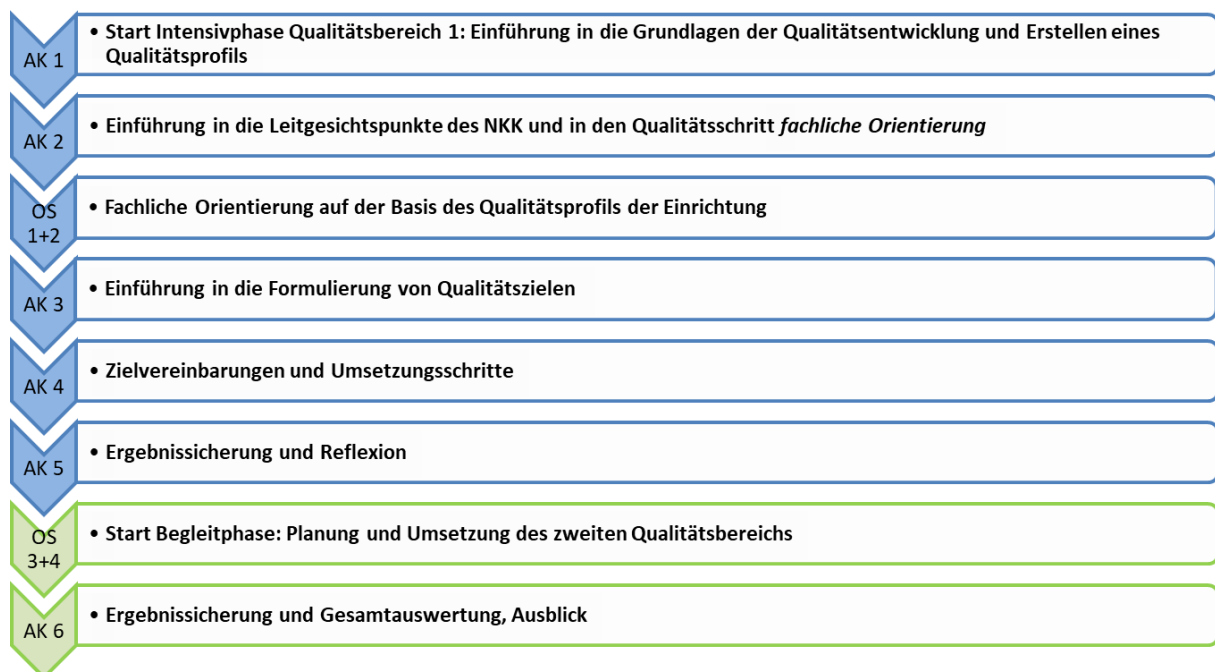 AK 1
• Start Intensivphase Qualitätsbereich 1: Einführung in die Grundlagen der Qualitätsentwicklung und Erstellen eines
Qualitätsprofils
AK 2
• Einführung in die Leitgesichtspunkte des NKK und in den Qualitätsschritt fachliche Orientierung
OS
1+2
• Fachliche Orientierung auf der Basis des Qualitätsprofils der Einrichtung
AK 3
• Einführung in die Formulierung von Qualitätszielen
AK 4
• Zielvereinbarungen und Umsetzungsschritte
AK 5
• Ergebnissicherung und Reflexion
OS
3+4
• Start Begleitphase: Planung und Umsetzung des zweiten Qualitätsbereichs
AK 6
• Ergebnissicherung und Gesamtauswertung, Ausblick